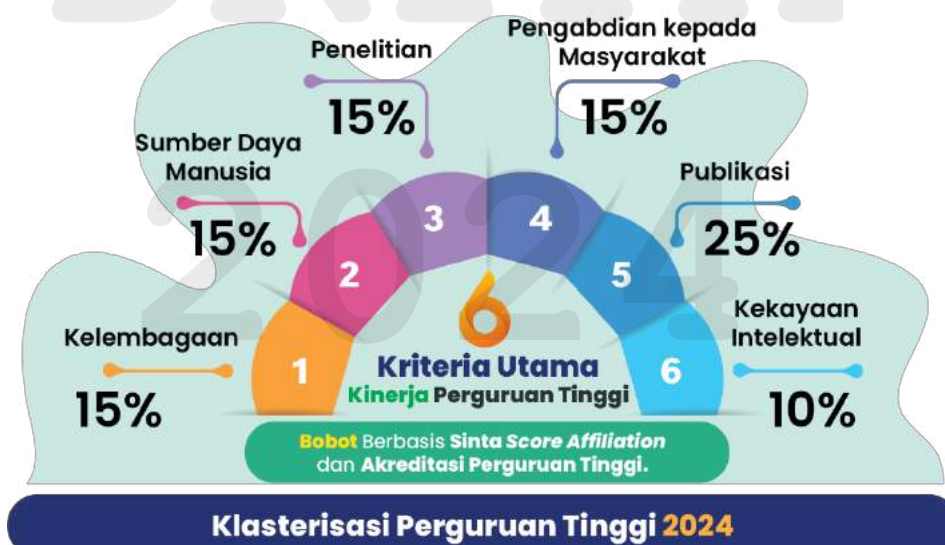 Penelitian
15%
Pengabdian kepada
Masyarakat
15%
Sumber Daya
Manusia
15%
Publikasi
25%
Kelembagaan
15%
Kekayaan
Intelektual
10%
1
2
3
4
5
6
6
Kriteria Utama
Kinerja Perguruan Tinggi
Bobot Berbasis Sinta Score Affiliation
dan Akreditasi Perguruan Tinggi.
Klasterisasi Perguruan Tinggi 2024
2024